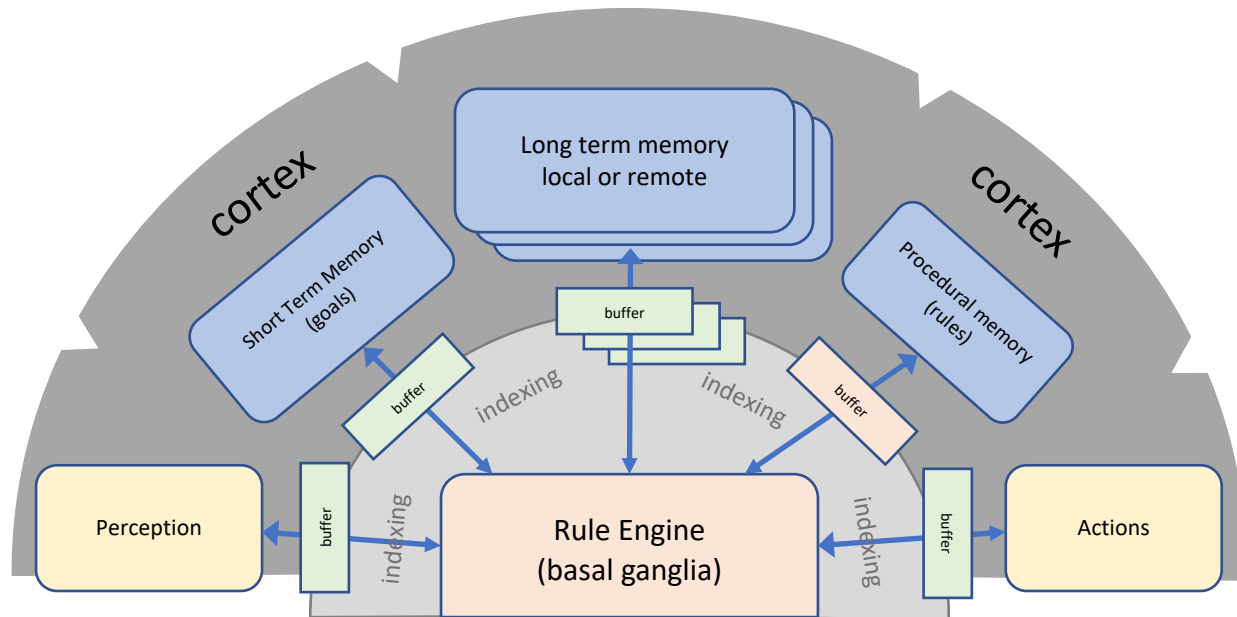 cortex
cortex
Long term memory
local or remote
Short Term Memory
(goals)
Procedural memory
(rules)
buffer
buffer
buffer
indexing
indexing
Perception
buffer
indexing
Rule Engine
(basal ganglia)
indexing
buffer
Actions